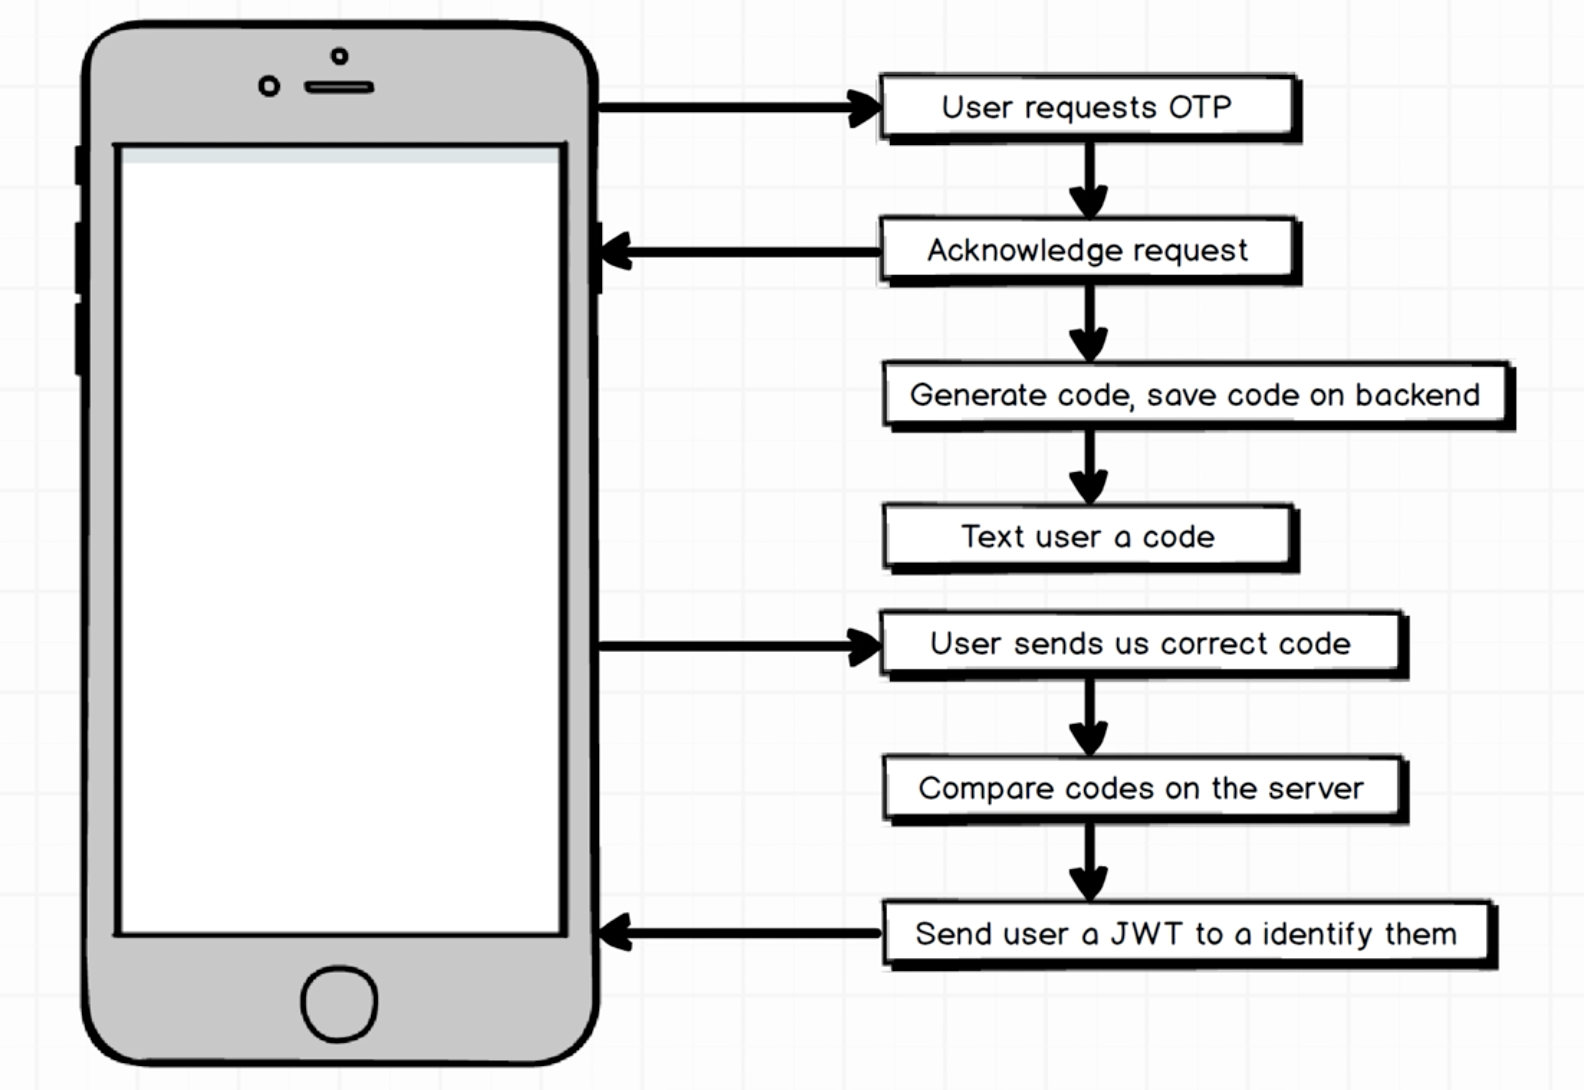 User requests OTP
Acknowledge request
Generate code, save code on backend
Text user a code
User sends us correct code
Compare codes on the server
Send user a JWT to a identify them